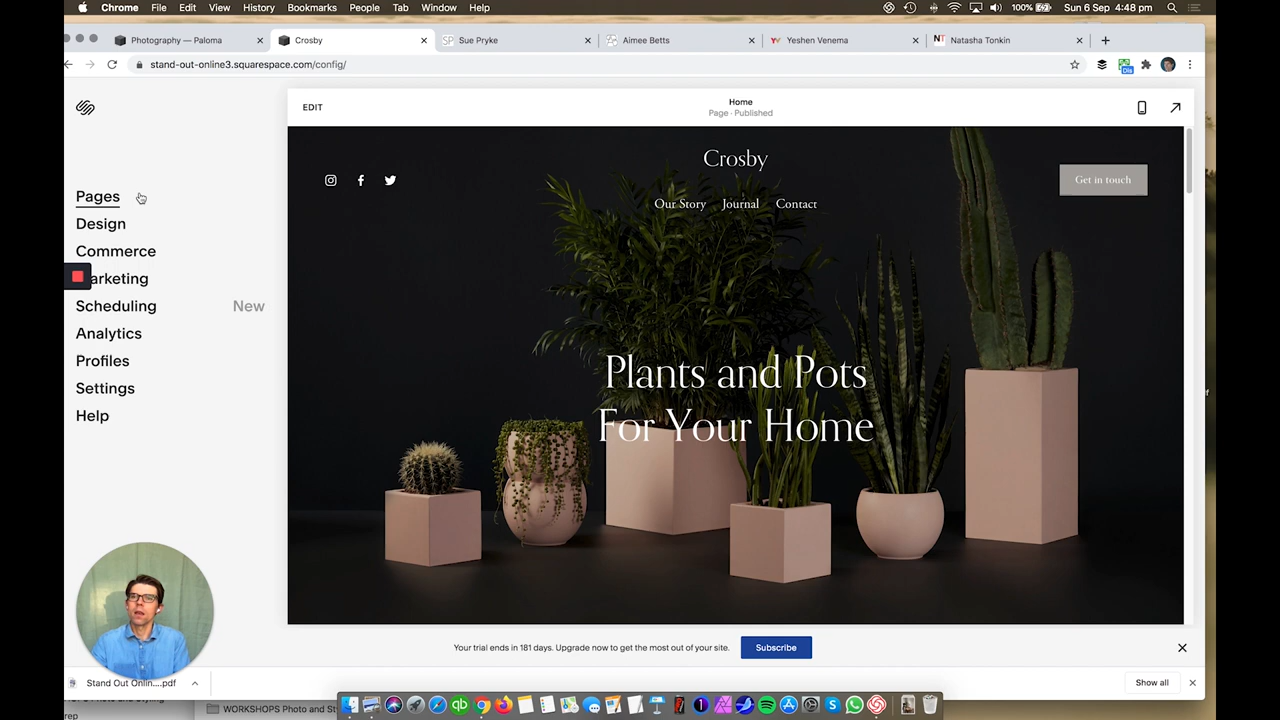 Chrome File Edit View History Bookmarks People Tab Window Help 100% Sun 6 Sep 4:48 pm
Photography — Paloma Crosby Sue Pryke Aimee Betts Yeshen Venema Natasha Tonkin
stand-out-online3.squarespace.com/config/
Dis
EDIT
Home
Page · Published
Pages
Design
Commerce
arketing
Scheduling New
Analytics
Profiles
Settings
Help
Crosby
Our Story Journal Contact
Get in touch
Plants and Pots
For Your Home
Your trial ends in 181 days. Upgrade now to get the most out of your site. Subscribe
Stand Out Onlin....pdf
Show all
WORKSHOPS Photo and St
rep